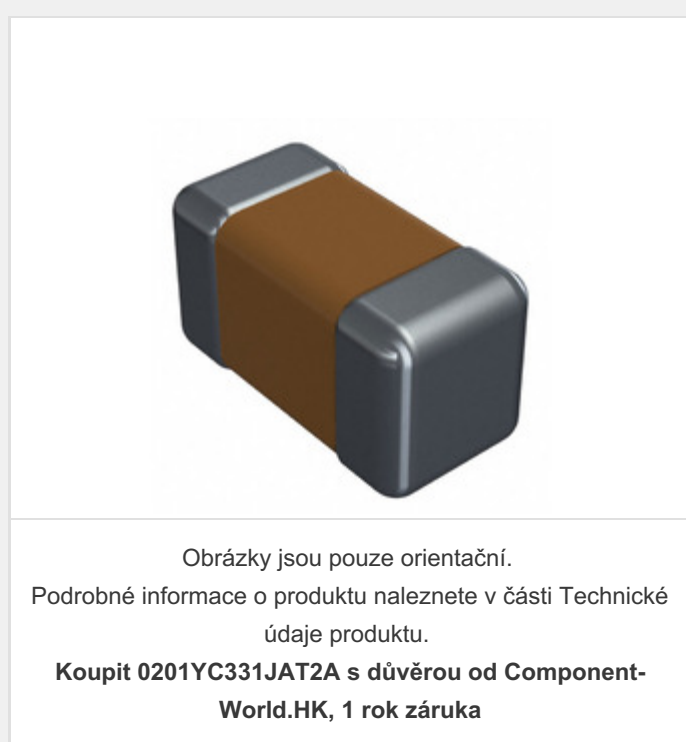 Obrázky jsou pouze orientační.
Podrobné informace o produktu naleznete v části Technické
údaje produktu.
Koupit 0201YC331JAT2A s důvěrou od Component-
World.HK, 1 rok záruka